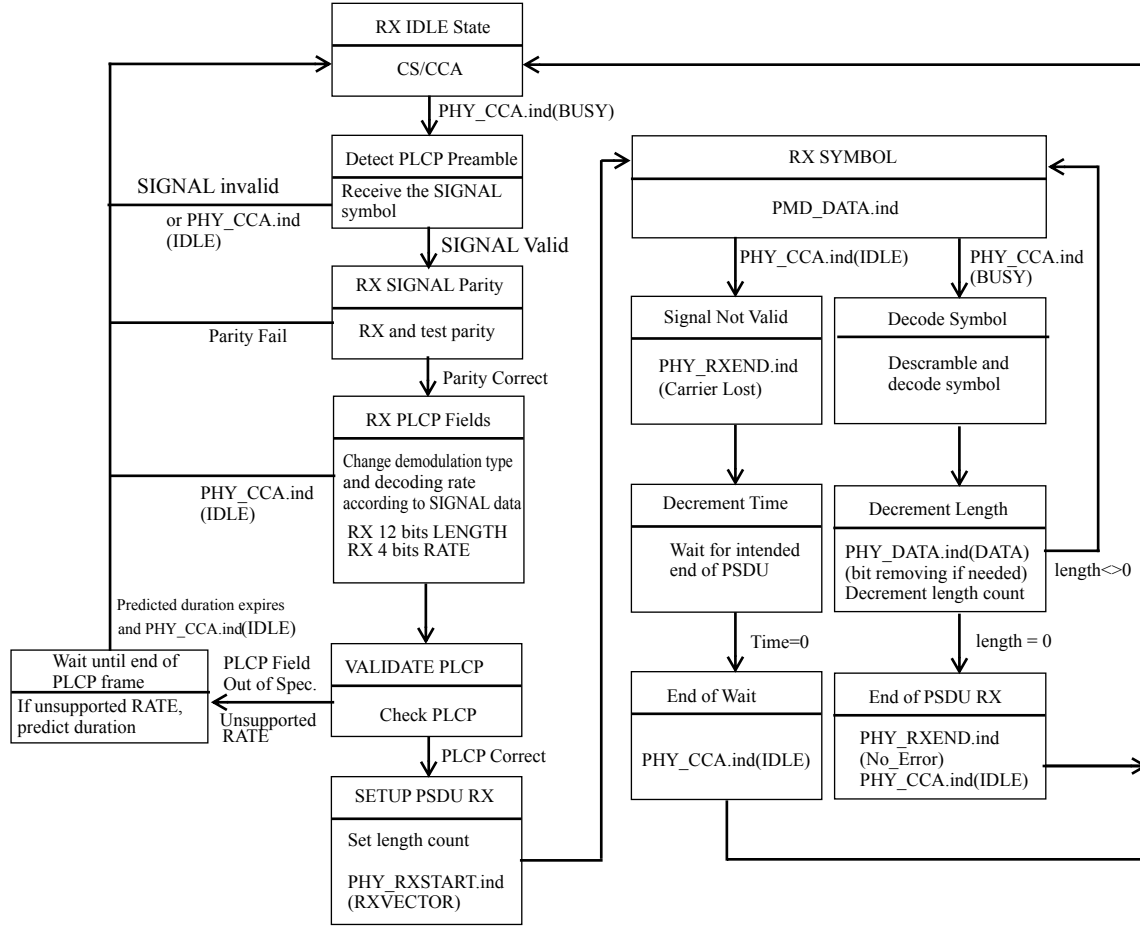 RX IDLE State
CS/CCA
PHY_CCA.ind(BUSY)
Detect PLCP Preamble
Receive the SIGNAL
symbol
SIGNAL invalid
or PHY_CCA.ind
(IDLE)
SIGNAL Valid
RX SIGNAL Parity
RX and test parity
Parity Fail
Parity Correct
RX PLCP Fields
Change demodulation type
and decoding rate
according to SIGNAL data
RX 12 bits LENGTH
RX 4 bits RATE
PHY_CCA.ind
(IDLE)
Predicted duration expires
and PHY_CCA.ind(IDLE)
Wait until end of
PLCP frame
If unsupported RATE,
predict duration
PLCP Field
Out of Spec.
Unsupported
RATE
VALIDATE PLCP
Check PLCP
PLCP Correct
SETUP PSDU RX
Set length count
PHY_RXSTART.ind
(RXVECTOR)
RX SYMBOL
PMD_DATA.ind
PHY_CCA.ind(IDLE)
PHY_CCA.ind
(BUSY)
Signal Not Valid
PHY_RXEND.ind
(Carrier Lost)
Decode Symbol
Descramble and
decode symbol
Decrement Time
Wait for intended
end of PSDU
Decrement Length
PHY_DATA.ind(DATA)
(bit removing if needed)
Decrement length count
length<>0
Time=0
length = 0
End of Wait
PHY_CCA.ind(IDLE)
End of PSDU RX
PHY_RXEND.ind
(No_Error)
PHY_CCA.ind(IDLE)